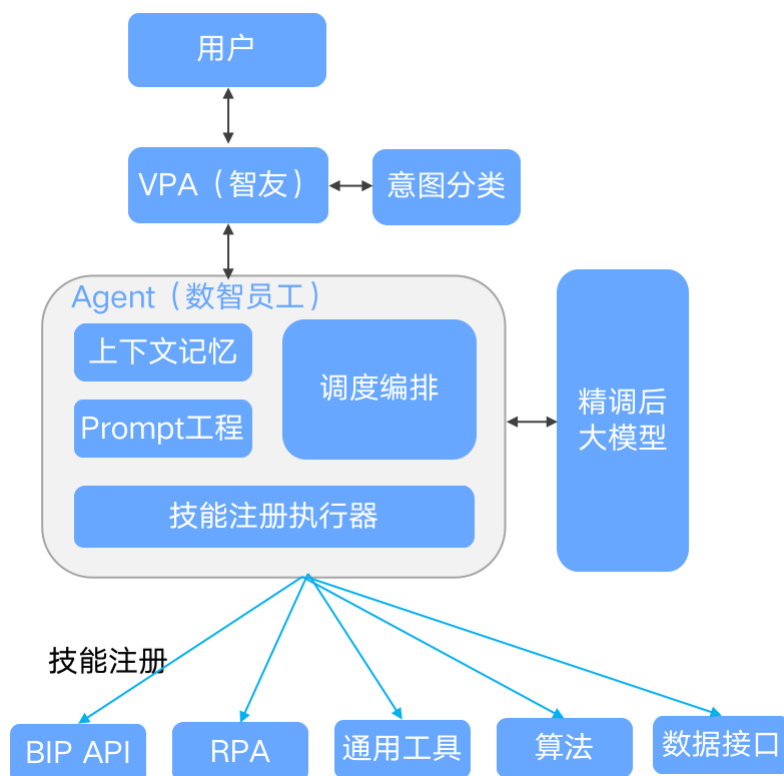 用户
VPA（智友）
意图分类
Agent（数智员工）
上下文记忆
调度编排
Prompt工程
精调后
大模型
技能注册执行器
技能注册
BIP API
RPA
通用工具
算法
数据接口